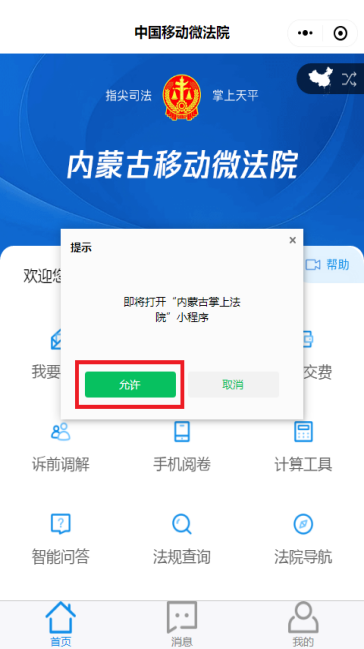 中国移动微法院
指尖司法 掌上天平
内蒙古移动微法院
提示 ×
帮助
欢迎您
即将打开“内蒙古掌上法
院”小程序
允许 取消
我要 交费
诉前调解 手机阅卷 计算工具
智能问答 法规查询 法院导航
首页 消息 我的